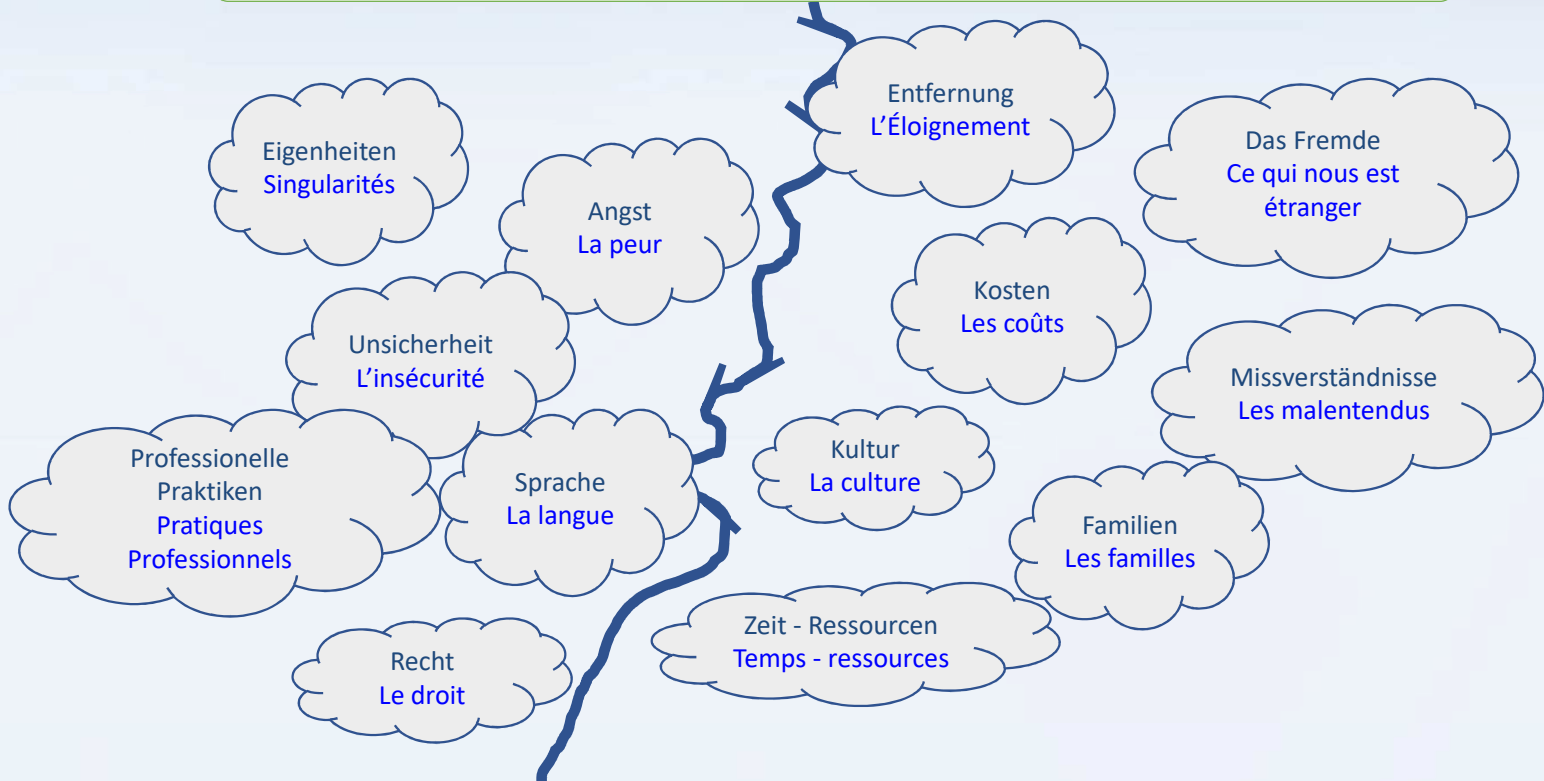 Entfernung
L'Éloignement
Eigenheiten
Singularités
Das Fremde
Ce qui nous est
étranger
Angst
La peur
Kosten
Les coûts
Unsicherheit
L'insécurité
Missverständnisse
Les malentendus
Professionelle
Praktiken
Pratiques
Professionnels
Sprache
La langue
Kultur
La culture
Familien
Les familles
Zeit - Ressourcen
Temps - ressources
Recht
Le droit